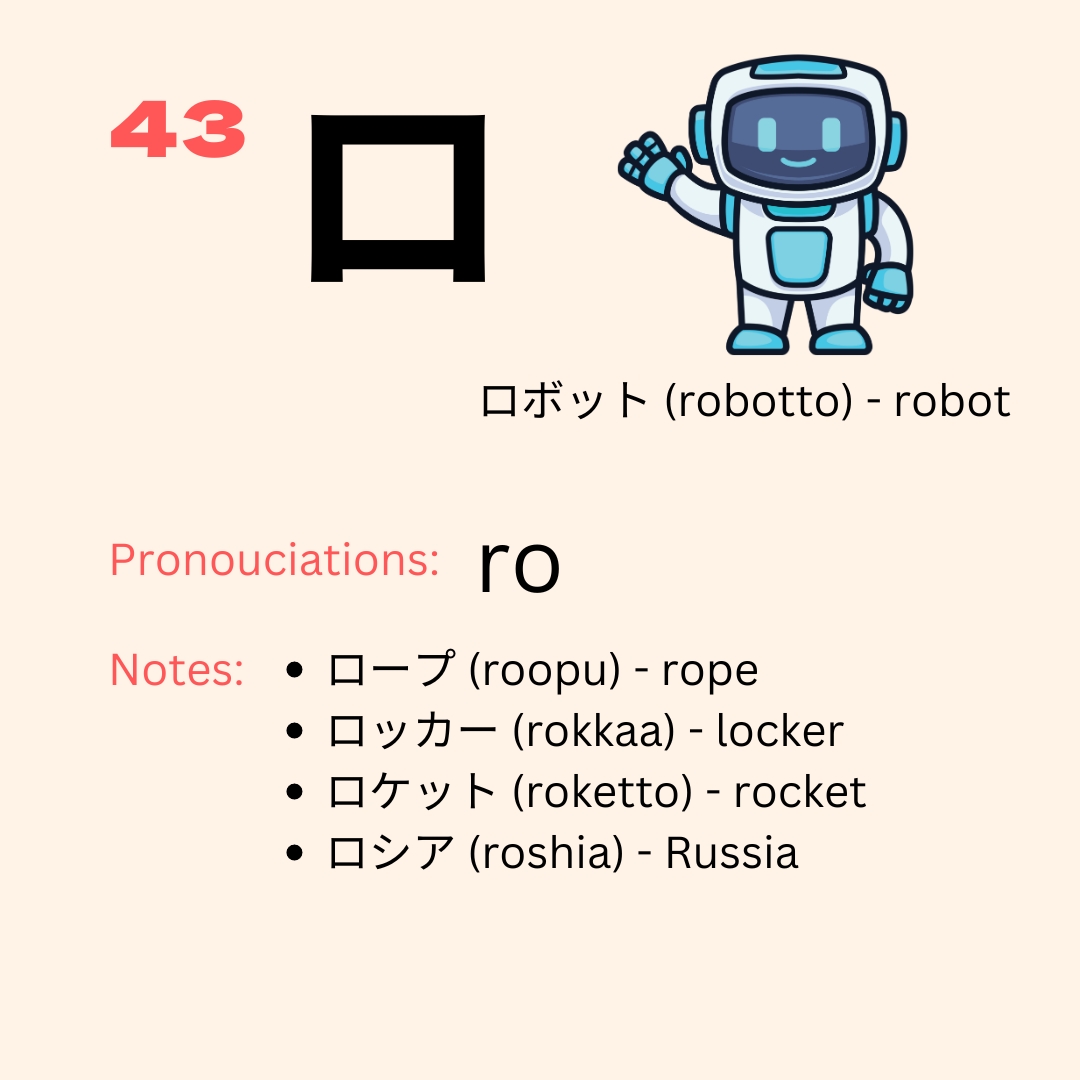 43
ロ
ロボット (robotto) - robot
Pronouciations: ro
Notes:
• ロープ (roopu) - rope
• ロッカー (rokkaa) - locker
• ロケット (roketto) - rocket
• ロシア (roshia) - Russia